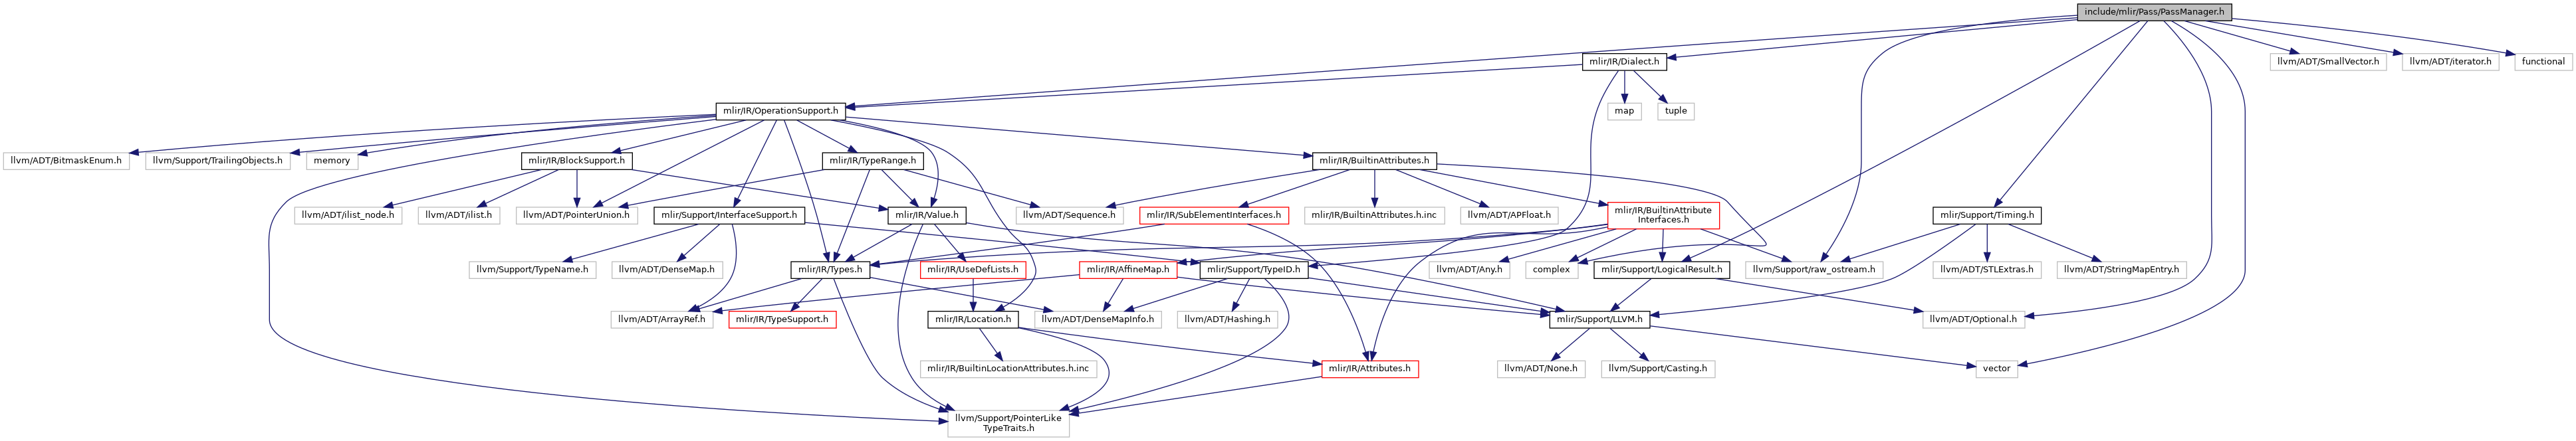 include/mlir/Pass/PassManager.h
mlir/IR/Dialect.h
llvm/ADT/SmallVector.h
llvm/ADT/iterator.h
functional
mlir/IR/OperationSupport.h
map
tuple
llvm/ADT/BitmaskEnum.h
llvm/Support/TrailingObjects.h
memory
mlir/IR/BlockSupport.h
mlir/IR/TypeRange.h
mlir/IR/BuiltinAttributes.h
llvm/ADT/ilist_node.h
llvm/ADT/ilist.h
llvm/ADT/PointerUnion.h
mlir/Support/InterfaceSupport.h
mlir/IR/Value.h
llvm/ADT/Sequence.h
mlir/IR/SubElementInterfaces.h
mlir/IR/BuiltinAttributes.h.inc
llvm/ADT/APFloat.h
mlir/IR/BuiltinAttribute
Interfaces.h
mlir/Support/Timing.h
llvm/Support/TypeName.h
llvm/ADT/DenseMap.h
mlir/IR/Types.h
mlir/IR/UseDefLists.h
mlir/IR/AffineMap.h
mlir/Support/TypeID.h
llvm/ADT/Any.h
complex
mlir/Support/LogicalResult.h
llvm/Support/raw_ostream.h
llvm/ADT/STLExtras.h
llvm/ADT/StringMapEntry.h
llvm/ADT/ArrayRef.h
mlir/IR/TypeSupport.h
mlir/IR/Location.h
llvm/ADT/DenseMapInfo.h
llvm/ADT/Hashing.h
mlir/Support/LLVM.h
llvm/ADT/Optional.h
mlir/IR/BuiltinLocationAttributes.h.inc
mlir/IR/Attributes.h
llvm/ADT/None.h
llvm/Support/Casting.h
vector
llvm/Support/PointerLike
TypeTraits.h